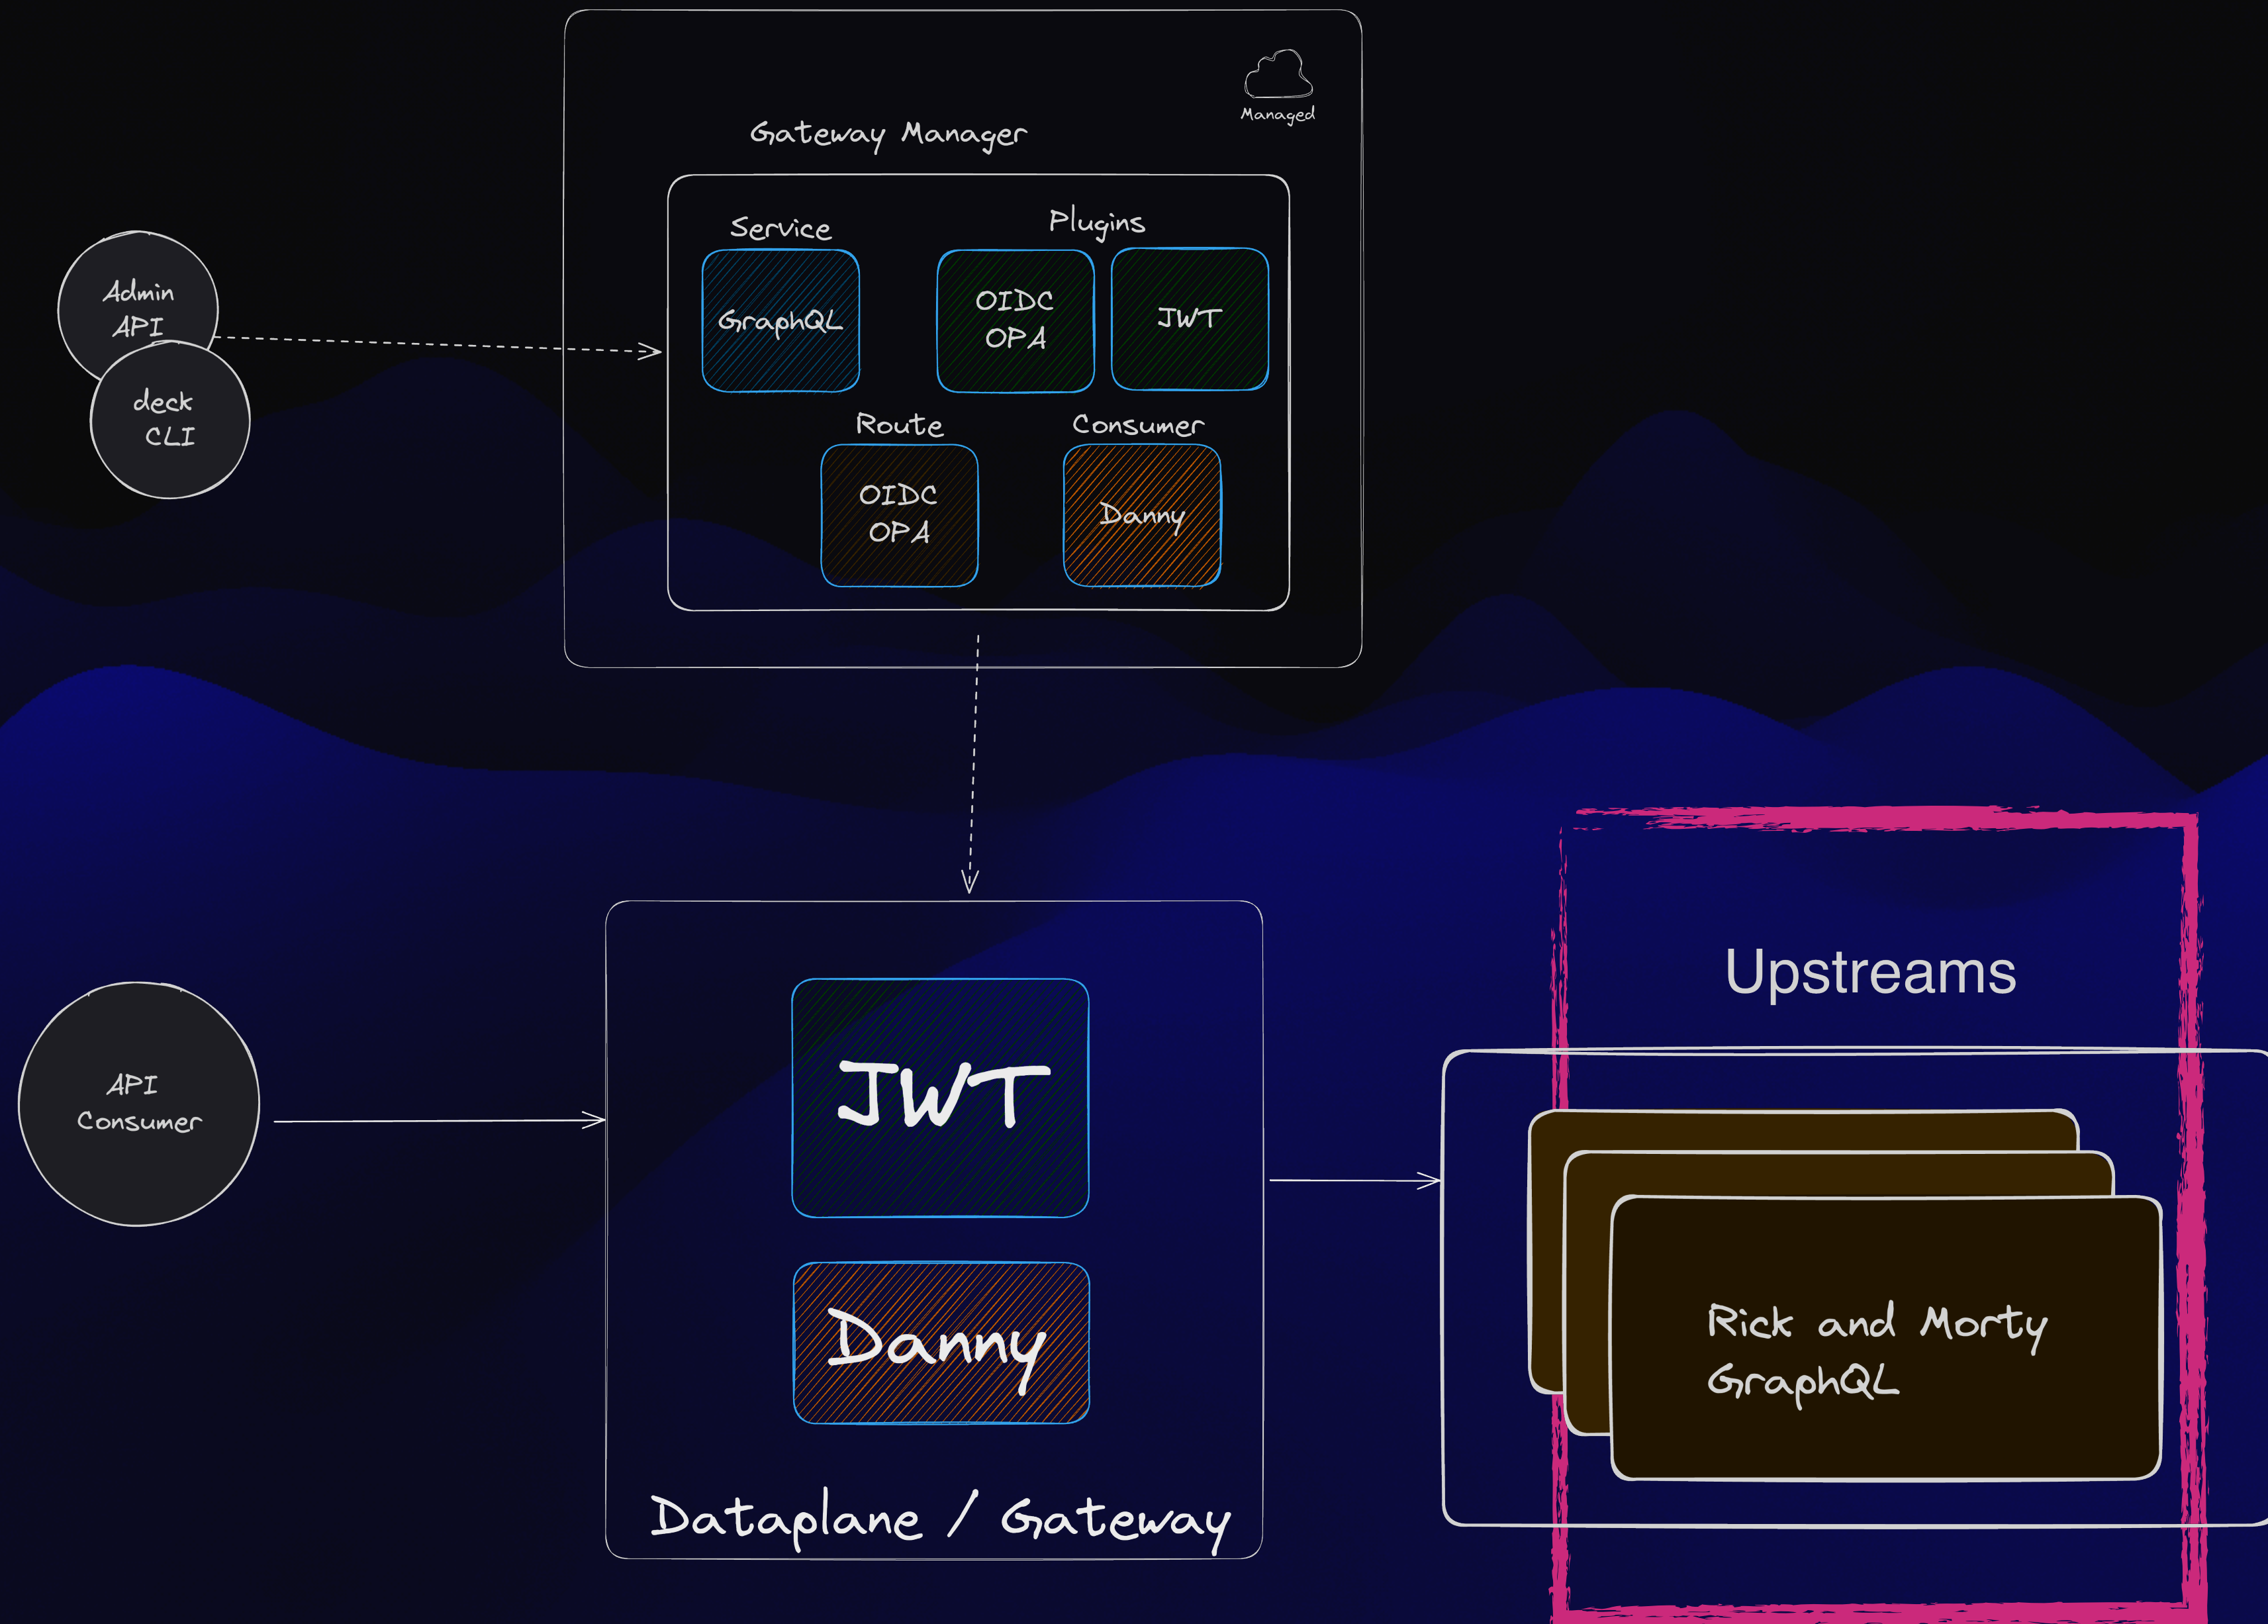 Managed
Gateway Manager
Service
Plugins
GraphQL
OIDC
OPA
JWT
Route
Consumer
OIDC
OPA
Danny
Admin
API
deck
CLI
API
Consumer
JWT
Danny
Dataplane / Gateway
Upstreams
Rick and Morty
GraphQL